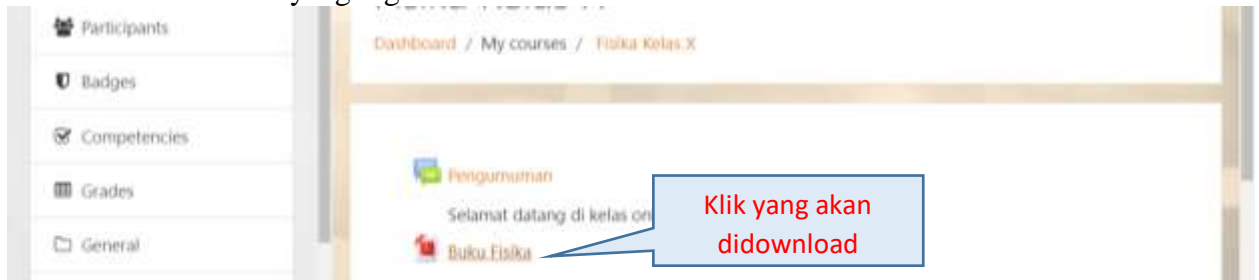 Participants
Dashboard / My courses / Fisika Kelas X
Badges
Competencies
Pengumuman
Grades
Selamat datang di kelas on
General
Buku Fisika
Klik yang akan
didownload